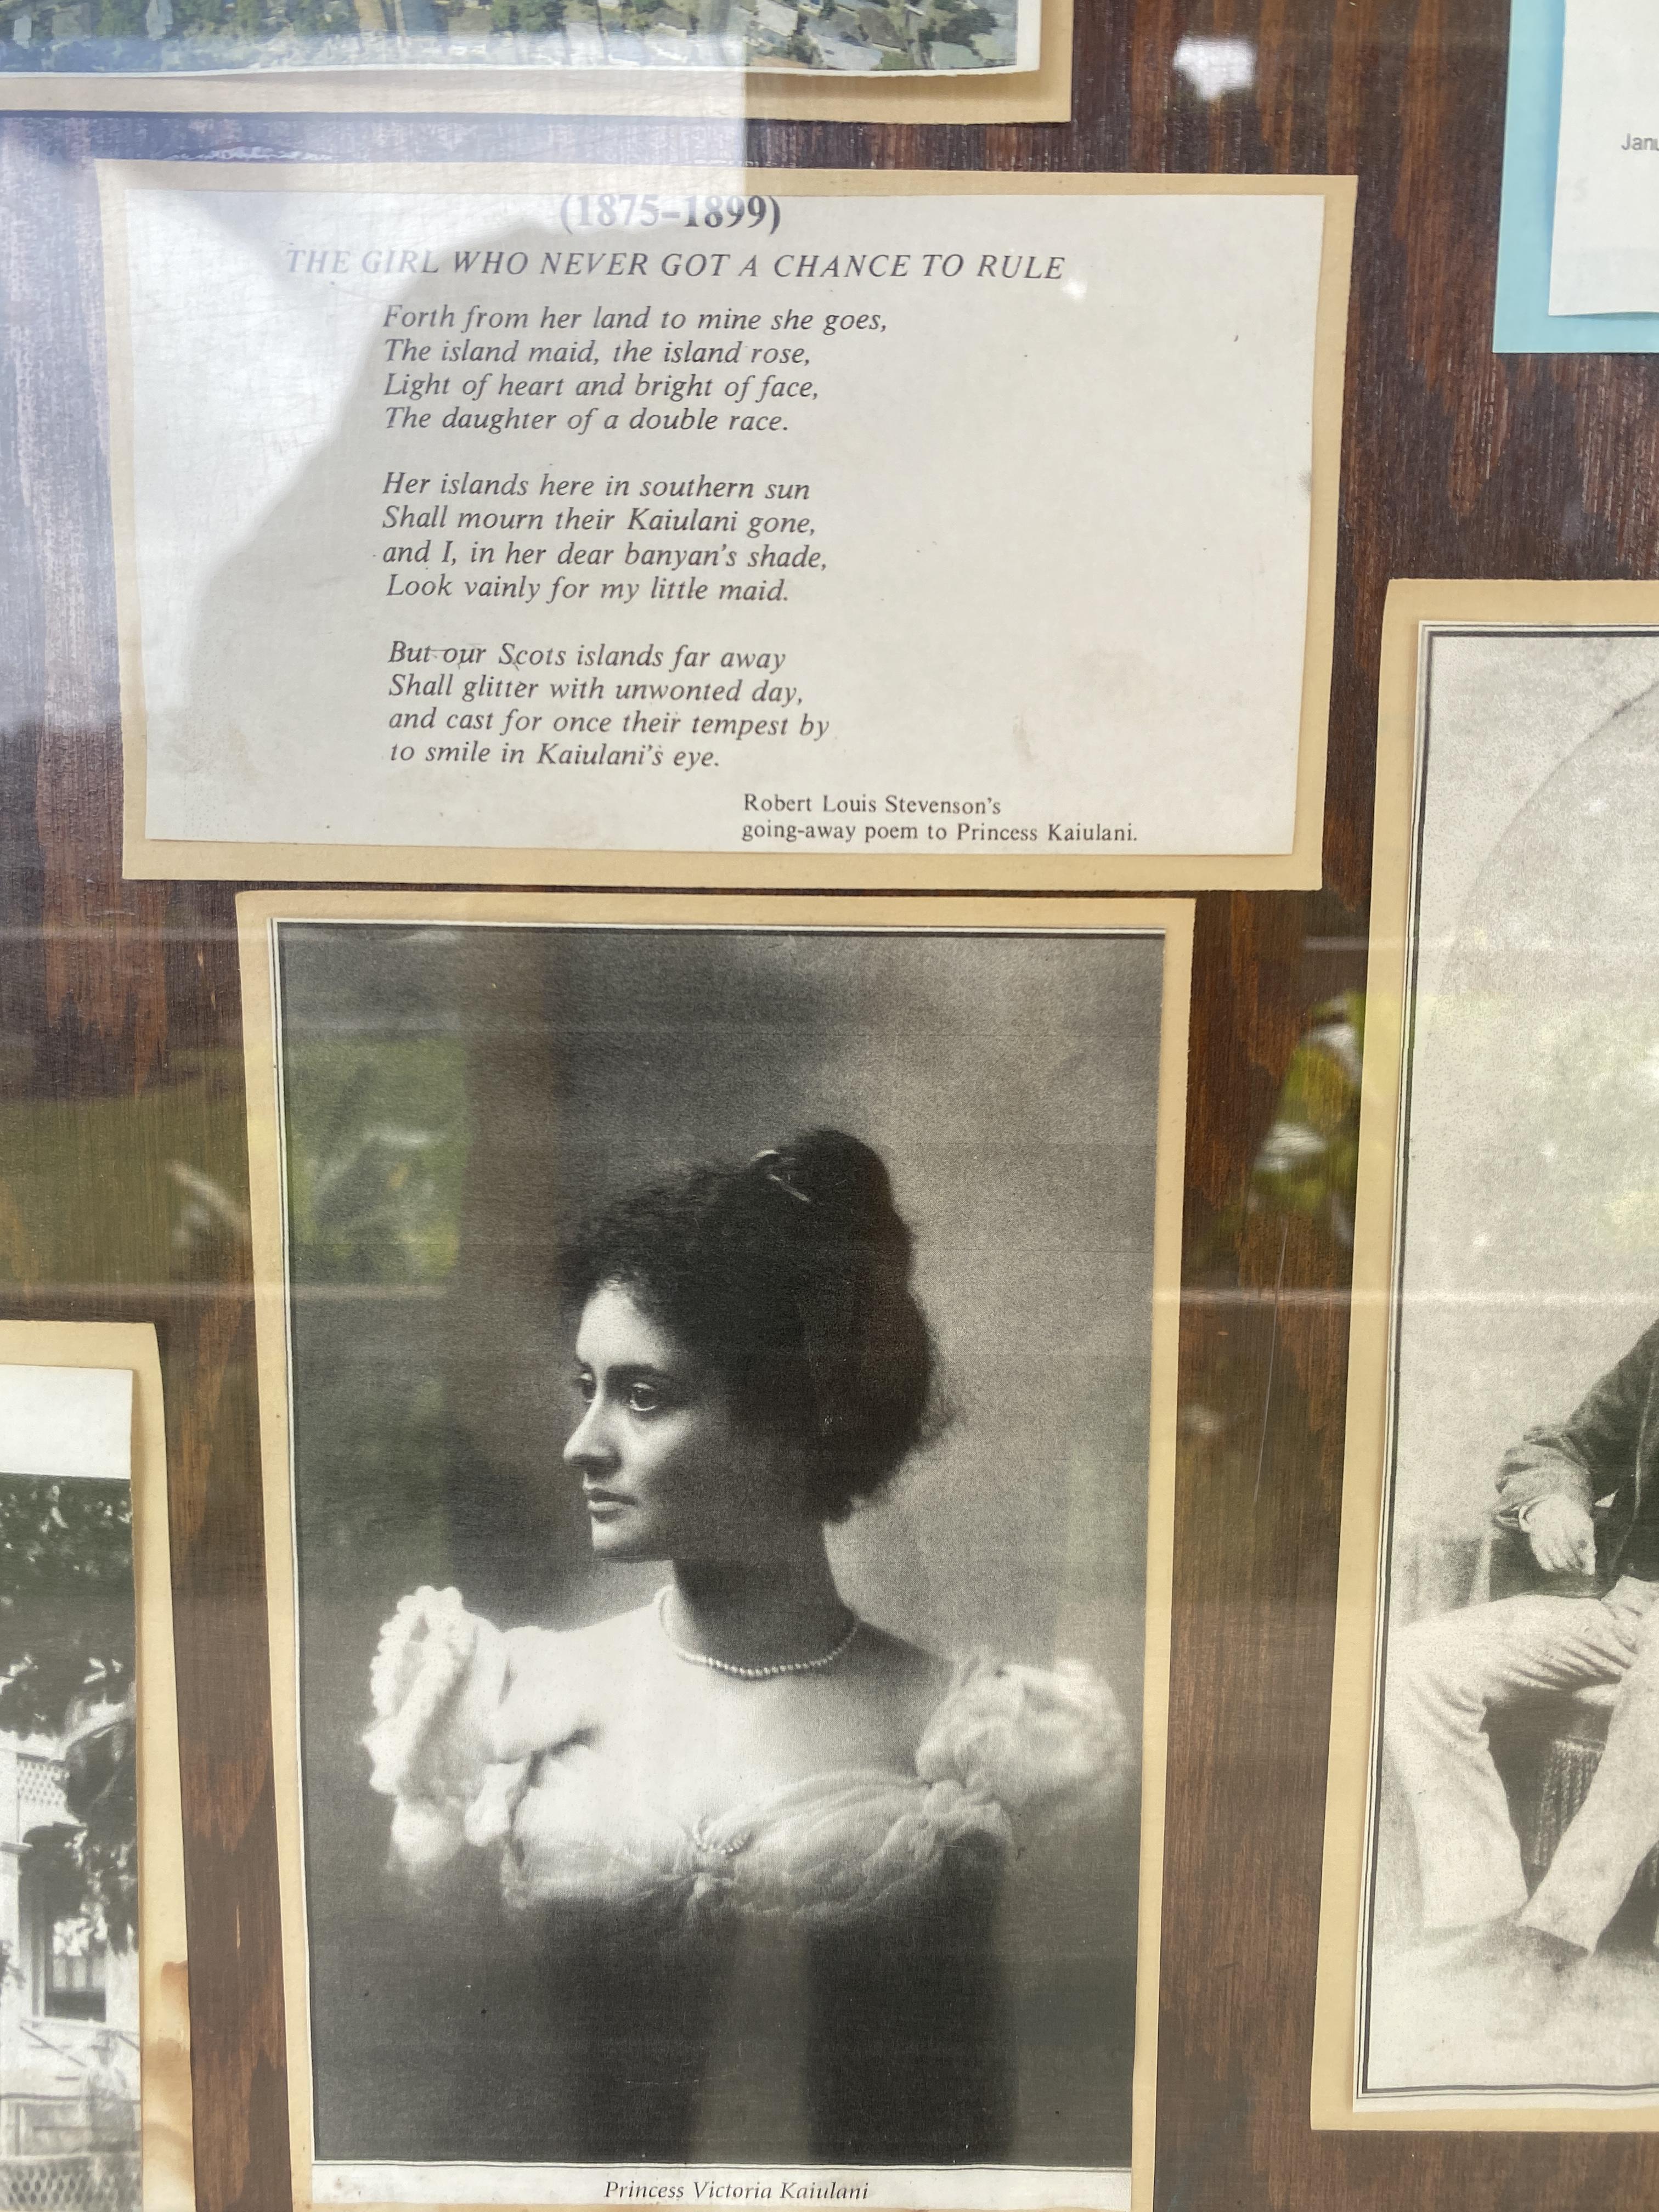 (1875–1899)
THE GIRL WHO NEVER GOT A CHANCE TO RULE
Forth from her land to mine she goes,
The island maid, the island rose,
Light of heart and bright of face,
The daughter of a double race.
Her islands here in southern sun
Shall mourn their Kaiulani gone,
and I, in her dear banyan's shade,
Look vainly for my little maid.
But our Scots islands far away
Shall glitter with unwonted day,
and cast for once their tempest by
to smile in Kaiulani's eye.
Robert Louis Stevenson's
going-away poem to Princess Kaiulani.
Princess Victoria Kaiulani